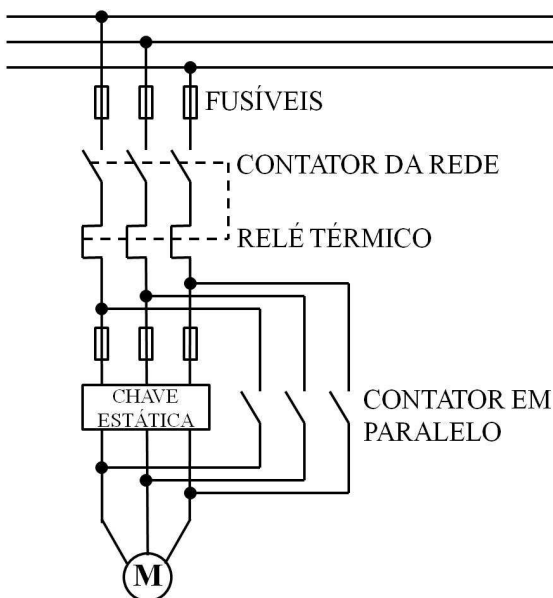 FUSÍVEIS
CONTATOR DA REDE
RELÉ TÉRMICO
CHAVE
ESTÁTICA
CONTATOR EM
PARALELO
M